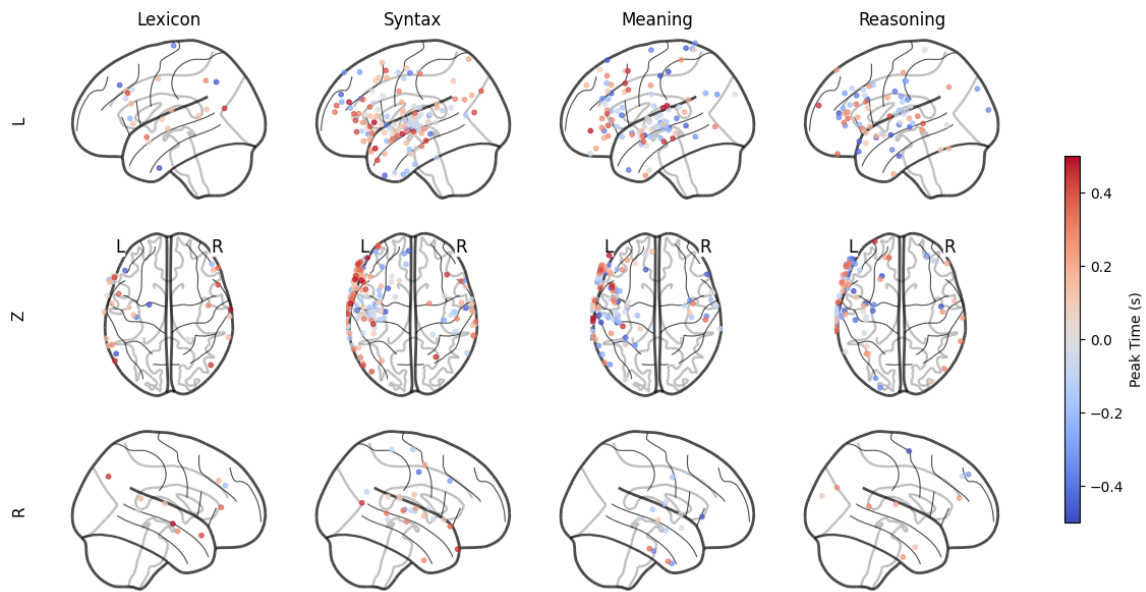 Lexicon Syntax Meaning Reasoning
L
Z
L R L R L R L R
R
0.4
0.2
0.0
−0.2
−0.4
Peak Time (s)